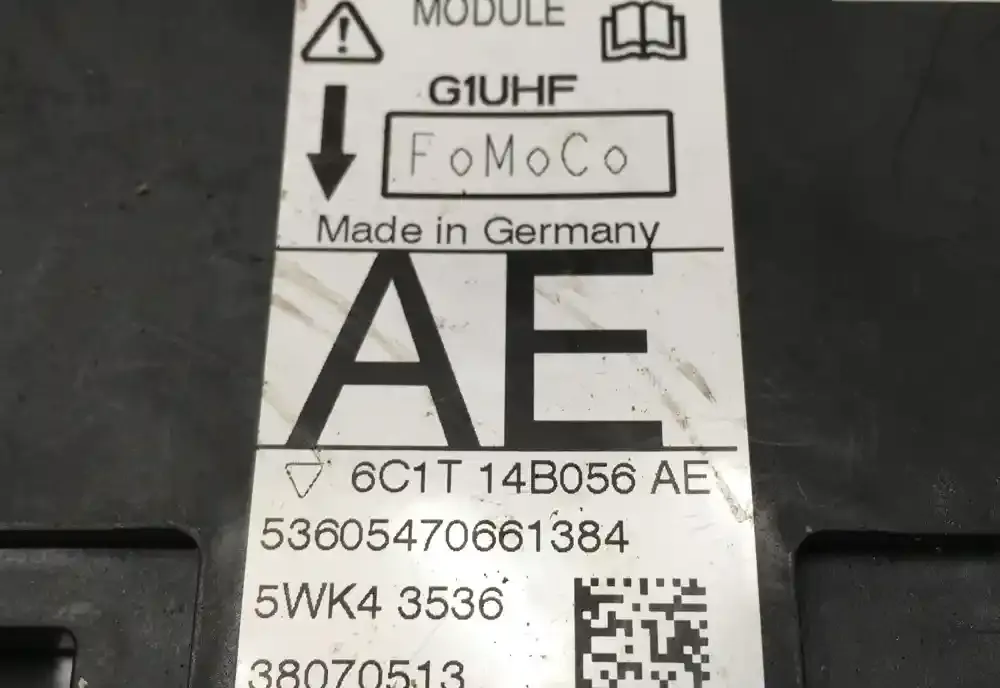 MODULE
G1UHF
FoMoCo
Made in Germany
AE
6C1T 14B056 AE
53605470661384
5WK4 3536
38070513